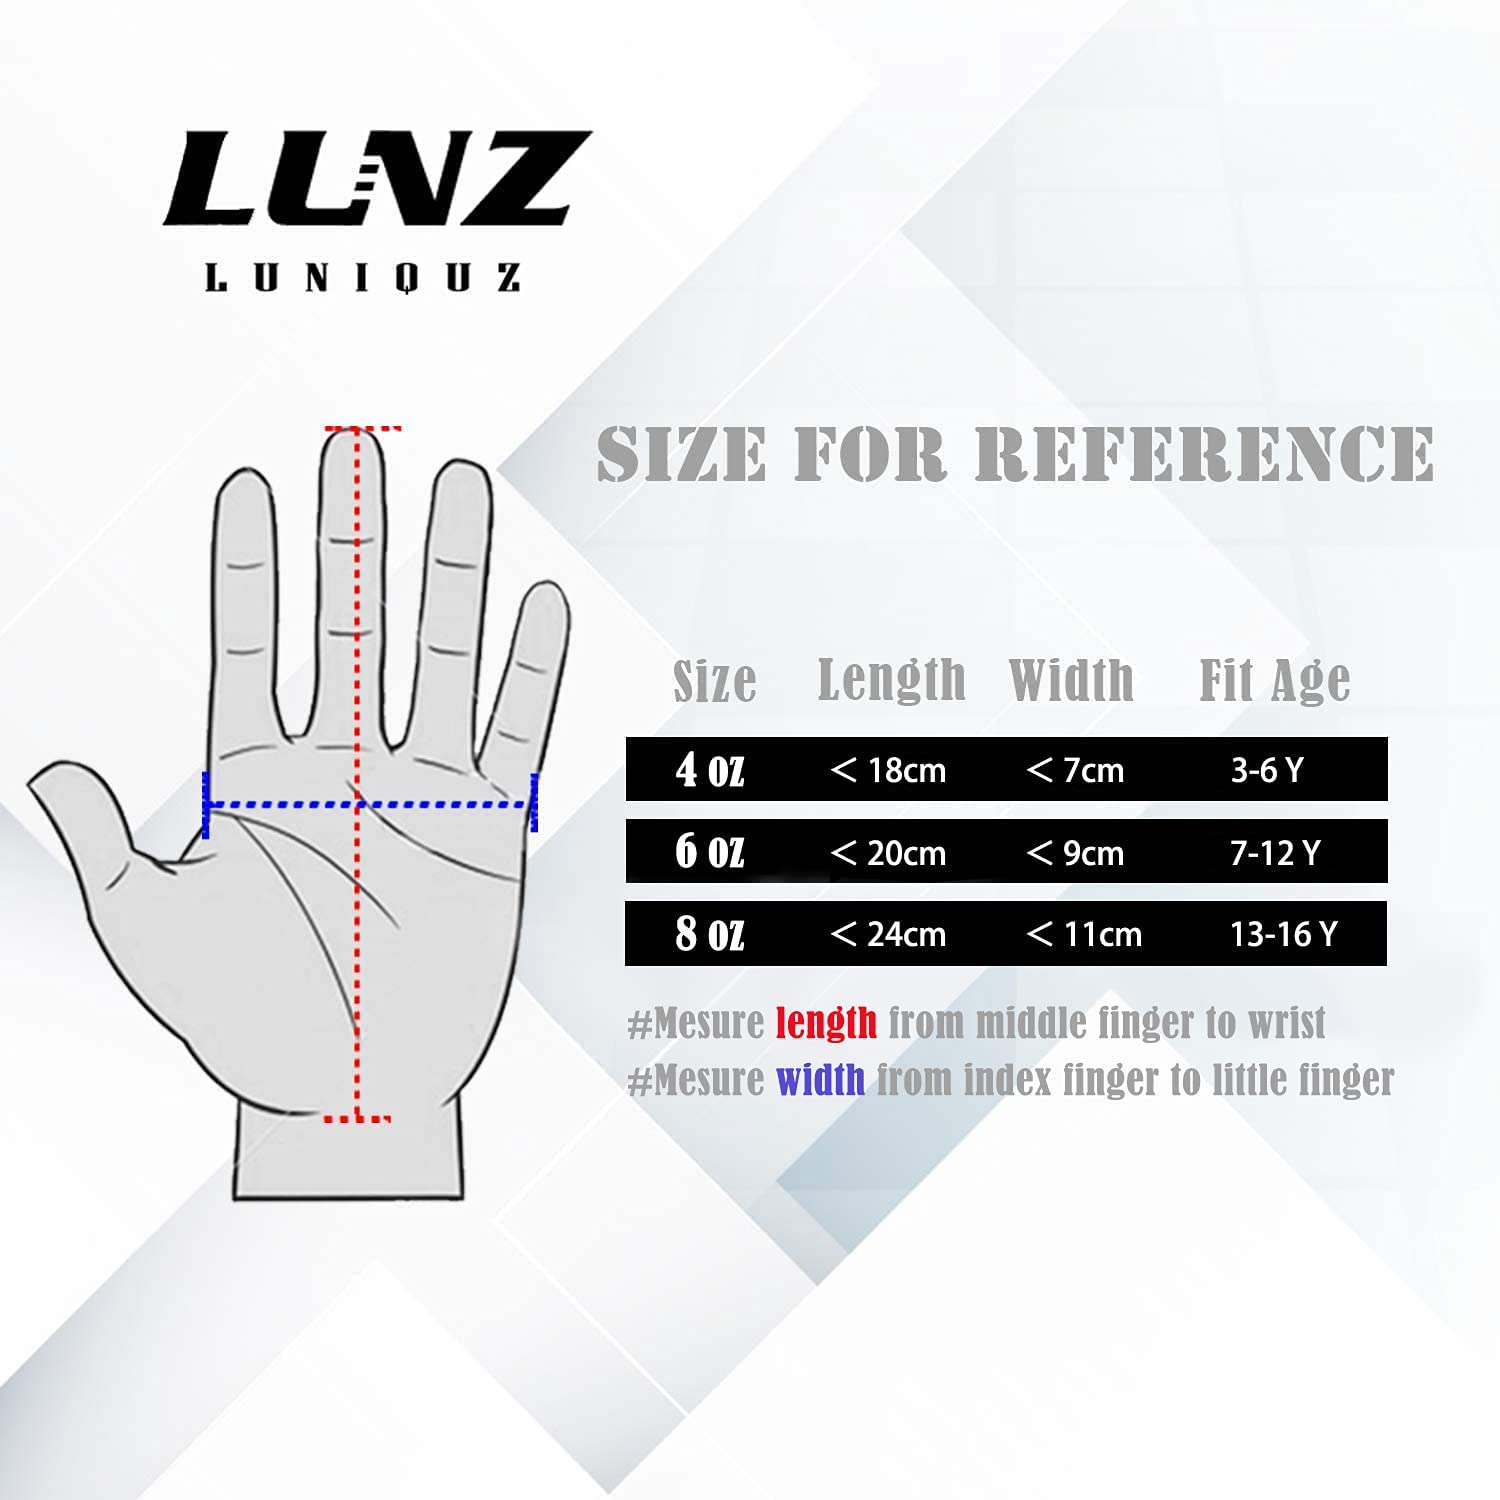 LUNZ
LUNIQUZ
SIZE FOR REFERENCE
Size Length Width Fit Age
4 oz < 18cm < 7cm 3-6 Y
6 oz < 20cm < 9cm 7-12 Y
8 oz < 24cm < 11cm 13-16 Y
#Mesure length from middle finger to wrist
#Mesure width from index finger to little finger